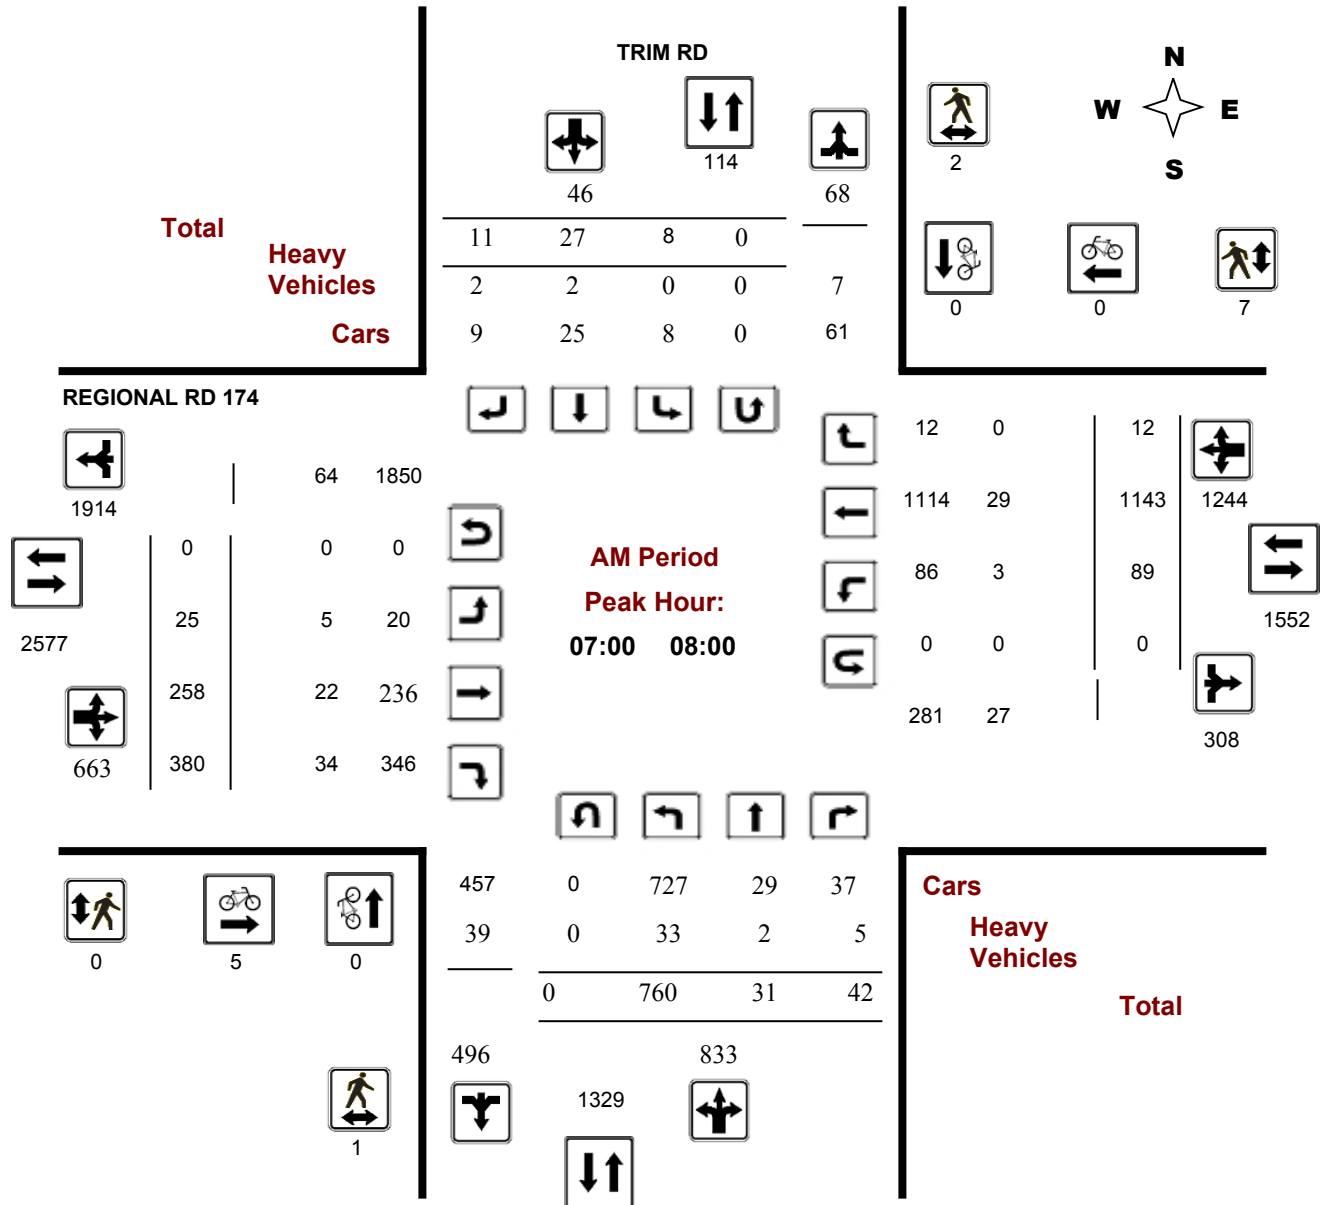 TRIM RD
N
W E
S
114
2
46
68
Total
11 27 8 0
Heavy
Vehicles
2 2 0 0 7
0 0 7
Cars
9 25 8 0 61
REGIONAL RD 174
12 0 12
64 1850
1914
1114 29 1143 1244
0 0 0
AM Period
86 3 89
Peak Hour:
25 5 20
1552
2577
07:00 08:00
0 0 0
258 22 236
281 27
308
663
380 34 346
457 0 727 29 37
Cars
39 0 33 2 5
Heavy
Vehicles
0 5 0
0 760 31 42
Total
496 833
1329
1